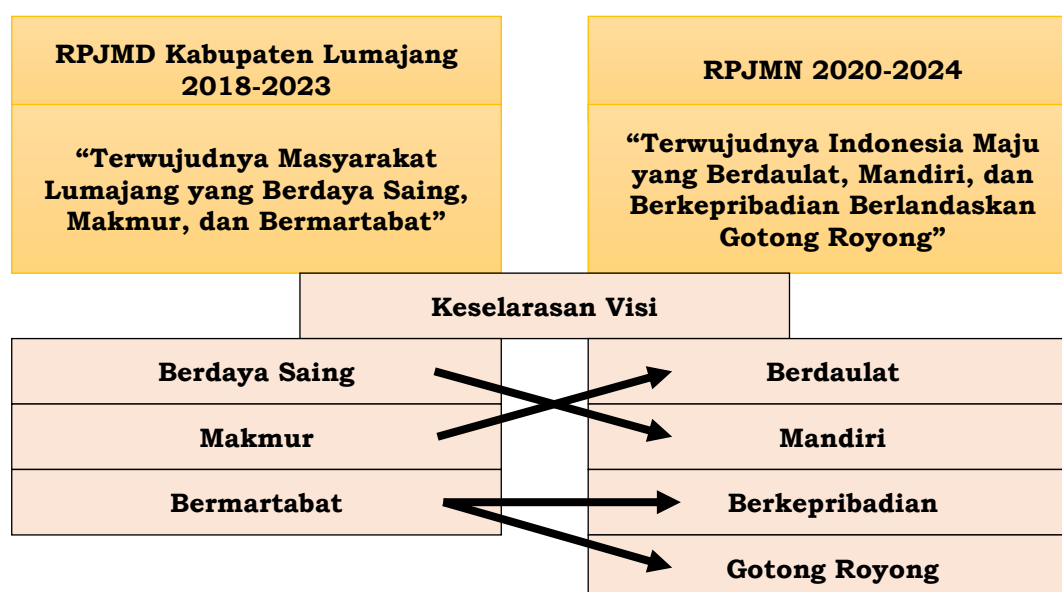 RPJMD Kabupaten Lumajang
2018-2023
“Terwujudnya Masyarakat
Lumajang yang Berdaya Saing,
Makmur, dan Bermartabat”
RPJMN 2020-2024
“Terwujudnya Indonesia Maju
yang Berdaulat, Mandiri, dan
Berkepribadian Berlandaskan
Gotong Royong”
Keselarasan Visi
Berdaya Saing
Berdaulat
Makmur
Mandiri
Bermartabat
Berkepribadian
Gotong Royong